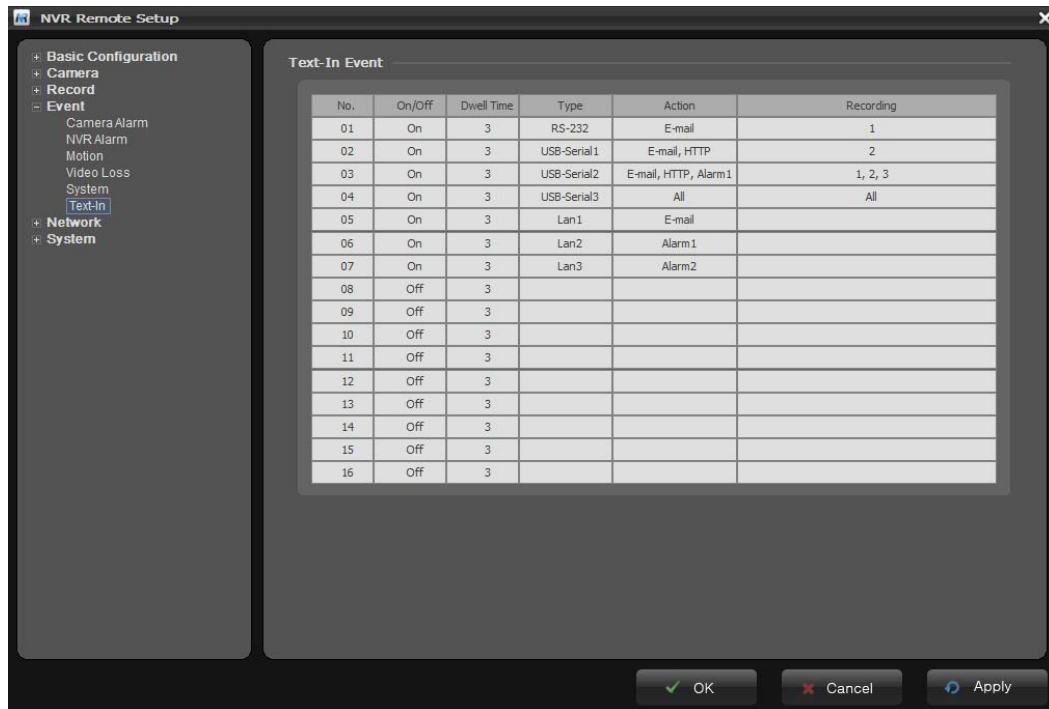 NVR Remote Setup
Basic Configuration
Camera
Record
Event
Camera Alarm
NVR Alarm
Motion
Video Loss
System
Text-In
Network
System
Text-In Event
No. On/Off Dwell Time Type Action Recording
01 On 3 RS-232 E-mail 1
02 On 3 USB-Serial1 E-mail, HTTP 2
03 On 3 USB-Serial2 E-mail, HTTP, Alarm1 1, 2, 3
04 On 3 USB-Serial3 All All
05 On 3 Lan1 E-mail
06 On 3 Lan2 Alarm1
07 On 3 Lan3 Alarm2
08 Off 3
09 Off 3
10 Off 3
11 Off 3
12 Off 3
13 Off 3
14 Off 3
15 Off 3
16 Off 3
OK Cancel Apply